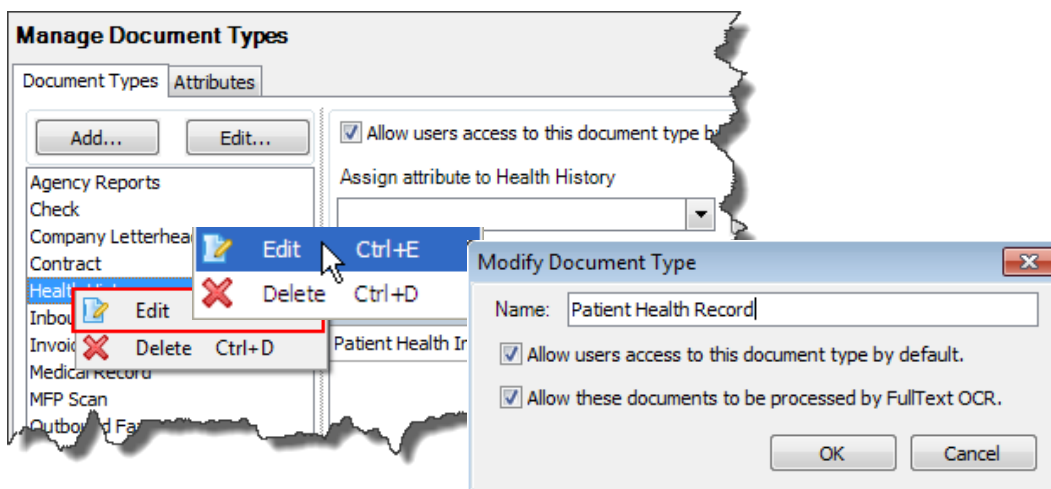 Manage Document Types
Document Types Attributes
Add... Edit...
Allow users access to this document type
Assign attribute to Health History
Agency Reports
Check
Company
Contract
Edit Ctrl+E
Delete Ctrl+D
Edit
Delete Ctrl+D
Patient Health
Medical Record
MFP Scan
Modify Document Type
Name: Patient Health Record
Allow users access to this document type by default.
Allow these documents to be processed by FullText OCR.
OK Cancel